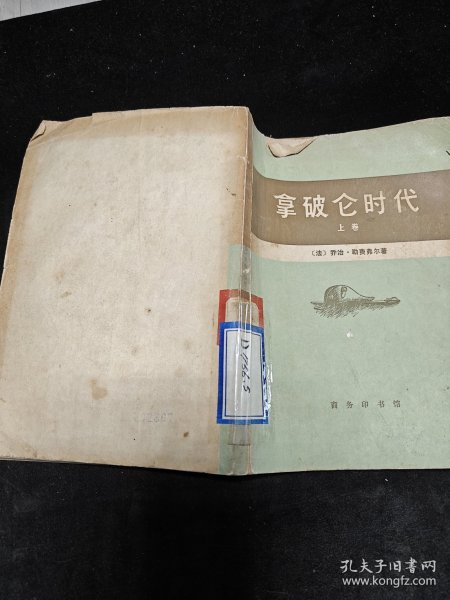 拿破仑时代
上卷
〔法〕乔治·勒费弗尔著
商务印书馆
孔夫子旧书网
www.kongfz.com